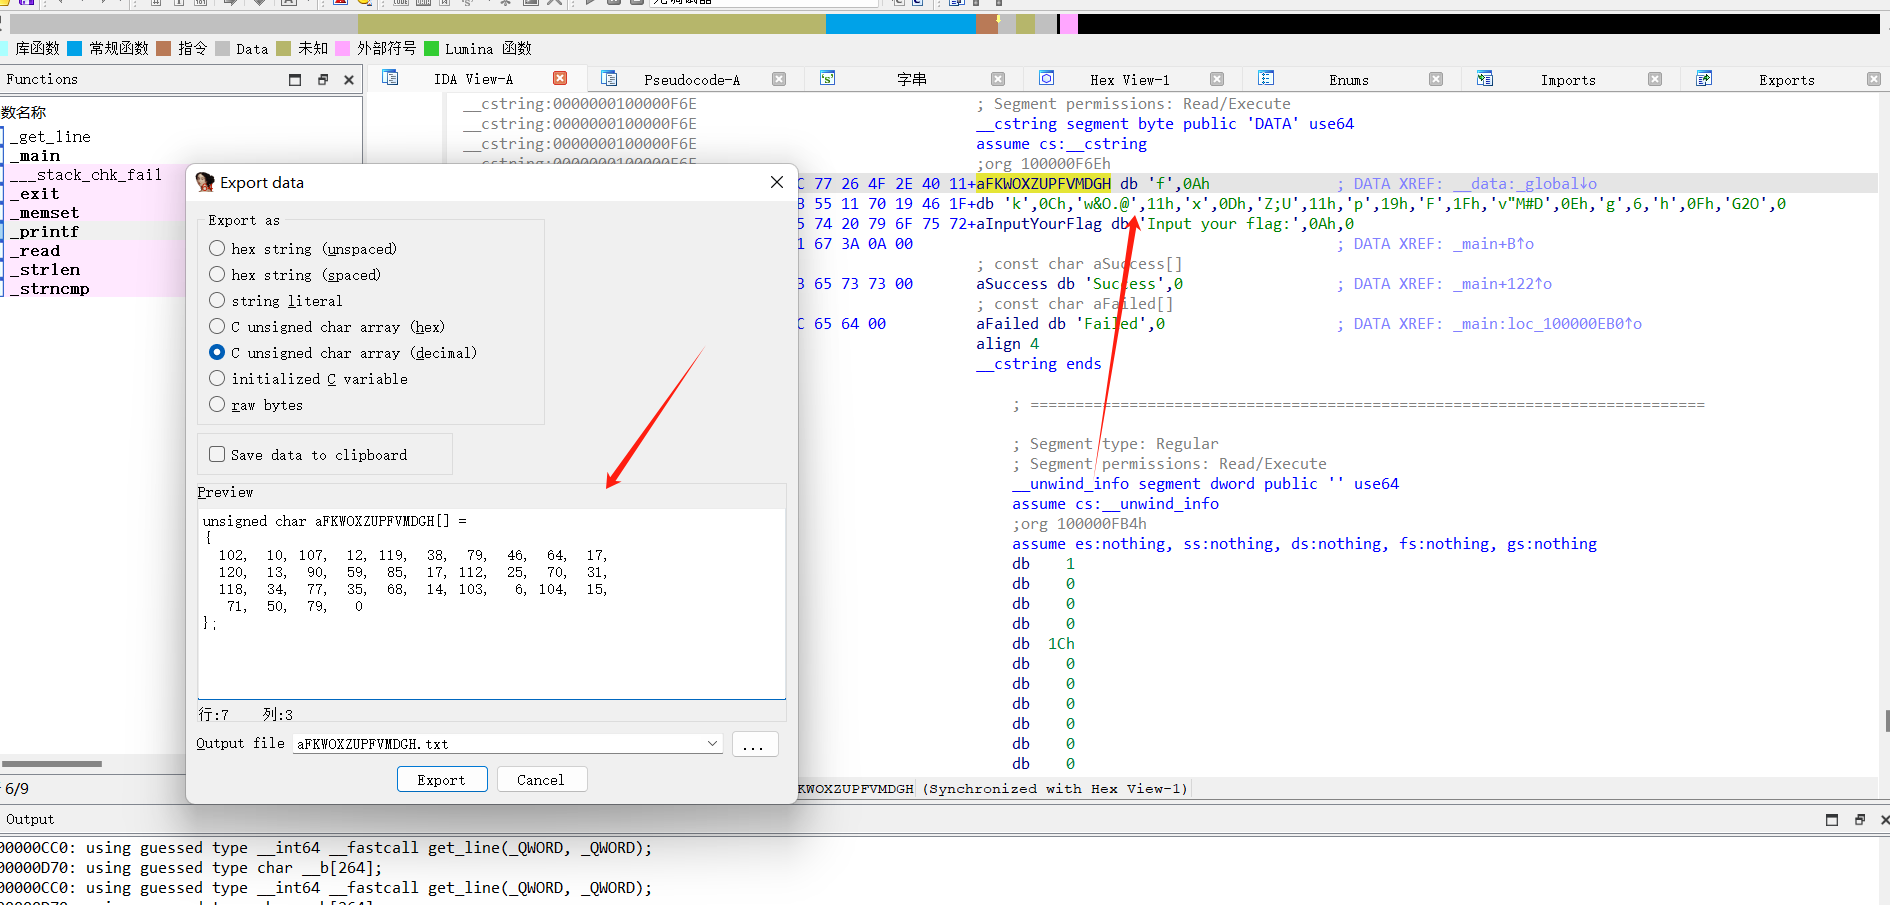 库函数 常规函数 指令 Data 未知 外部符号 Lumina 函数
Functions
IDA View-A Pseudocode-A 字串 Hex View-1 Enums Imports Exports
数名称
_get_line
_main
___stack_chk_fail
_exit
_memset
_printf
_read
_strlen
_strncmp
6/9
__cstring:0000000100000F6E ; Segment permissions: Read/Execute
__cstring:0000000100000F6E __cstring segment byte public 'DATA' use64
__cstring:0000000100000F6E assume cs:__cstring
;org 100000F6Eh
C 77 26 4F 2E 40 11+aFKWOXZUPFVMDGH db 'f',0Ah ; DATA XREF: __data:_global↓o
B 55 11 70 19 46 1F+db 'k',0Ch,'w&O.@',11h,'x',0Dh,'Z;U',11h,'p',19h,'F',1Fh,'v"M#D',0Eh,'g',6,'h',0Fh,'G2O',0
5 74 20 79 6F 75 72+aInputYourFlag db 'Input your flag:',0Ah,0
1 67 3A 0A 00 ; DATA XREF: _main+B↑o
; const char aSuccess[]
3 65 73 73 00 aSuccess db 'Success',0 ; DATA XREF: _main+122↑o
; const char aFailed[]
C 65 64 00 aFailed db 'Failed',0 ; DATA XREF: _main:loc_100000EB0↑o
align 4
__cstring ends
; ===========================================================================
; Segment type: Regular
; Segment permissions: Read/Execute
__unwind_info segment dword public '' use64
assume cs:__unwind_info
;org 100000FB4h
assume es:nothing, ss:nothing, ds:nothing, fs:nothing, gs:nothing
db 1
db 0
db 0
db 0
db 1Ch
db 0
db 0
db 0
db 0
db 0
db 0
KWOXZUPFVMDGH (Synchronized with Hex View-1)
Export data
Export as
hex string (unspaced)
hex string (spaced)
string literal
C unsigned char array (hex)
C unsigned char array (decimal)
initialized C variable
raw bytes
Save data to clipboard
Preview
unsigned char aFKWOXZUPFVMDGH[] =
{
102, 10, 107, 12, 119, 38, 79, 46, 64, 17,
120, 13, 90, 59, 85, 17, 112, 25, 70, 31,
118, 34, 77, 35, 68, 14, 103, 6, 104, 15,
71, 50, 79, 0
};
行:7 列:3
Output file aFKWOXZUPFVMDGH.txt ...
Export Cancel
Output
00000CC0: using guessed type __int64 __fastcall get_line(_QWORD, _QWORD);
00000D70: using guessed type char __b[264];
00000CC0: using guessed type __int64 __fastcall get_line(_QWORD, _QWORD);